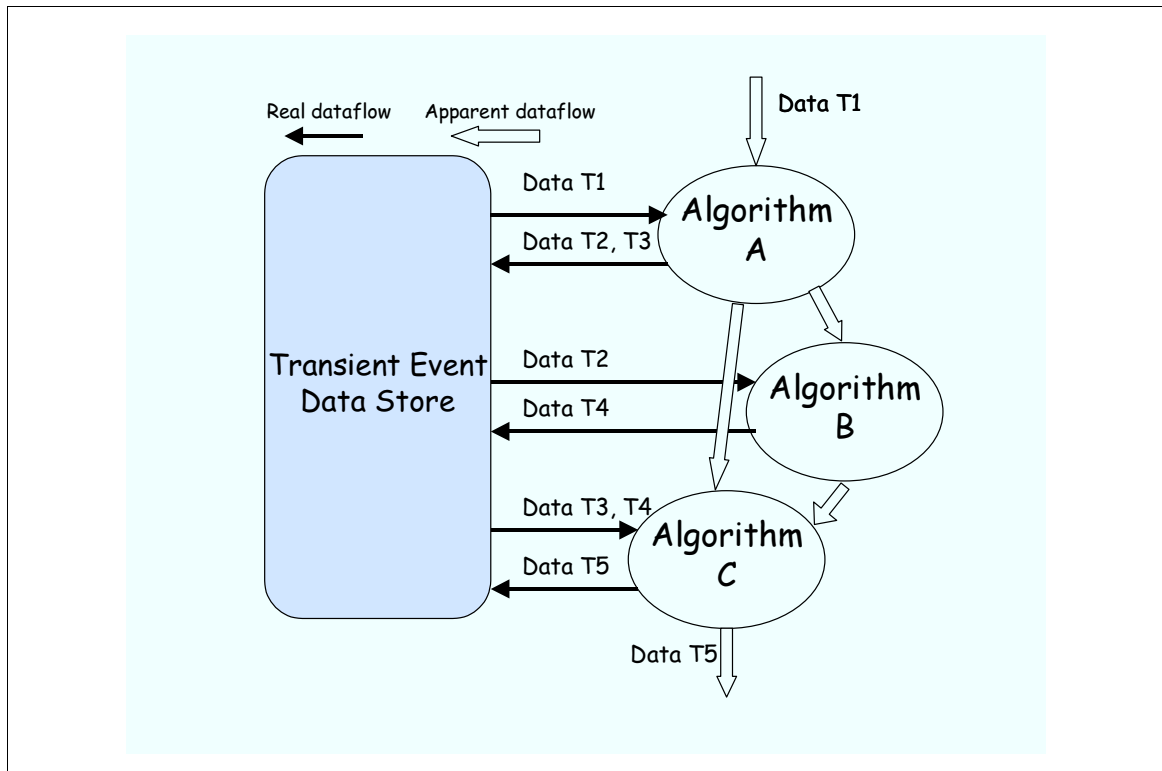 Real dataflow
Apparent dataflow
Data T1
Data T1
Algorithm
A
Data T2, T3
Transient Event
Data Store
Data T2
Algorithm
B
Data T4
Data T3, T4
Algorithm
C
Data T5
Data T5